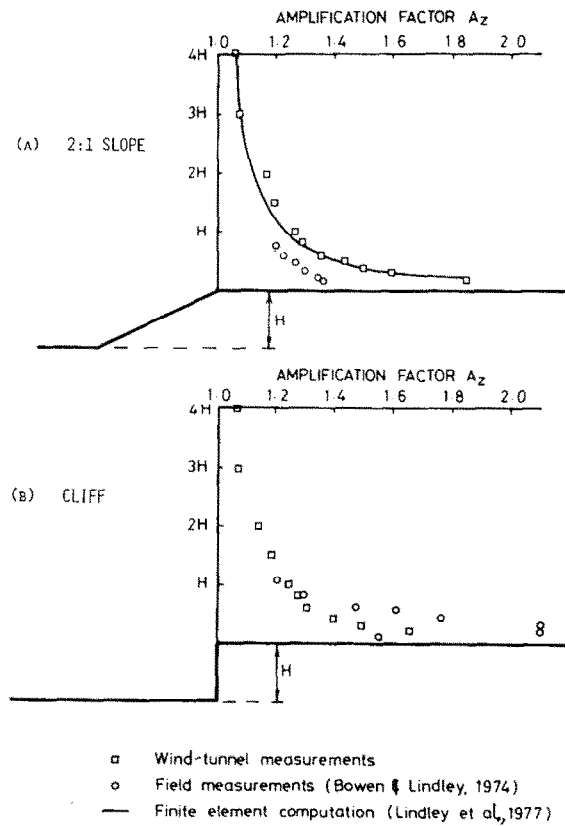 AMPLIFICATION FACTOR Az
1·0 1·2 1·4 1·6 1·8 2·0
4H
3H
(A) 2:1 SLOPE
2H
H
H
AMPLIFICATION FACTOR Az
1·0 1·2 1·4 1·6 1·8 2·0
4H
3H
(B) CLIFF
2H
H
H
Wind-tunnel measurements
Field measurements (Bowen & Lindley, 1974)
Finite element computation (Lindley et al., 1977)